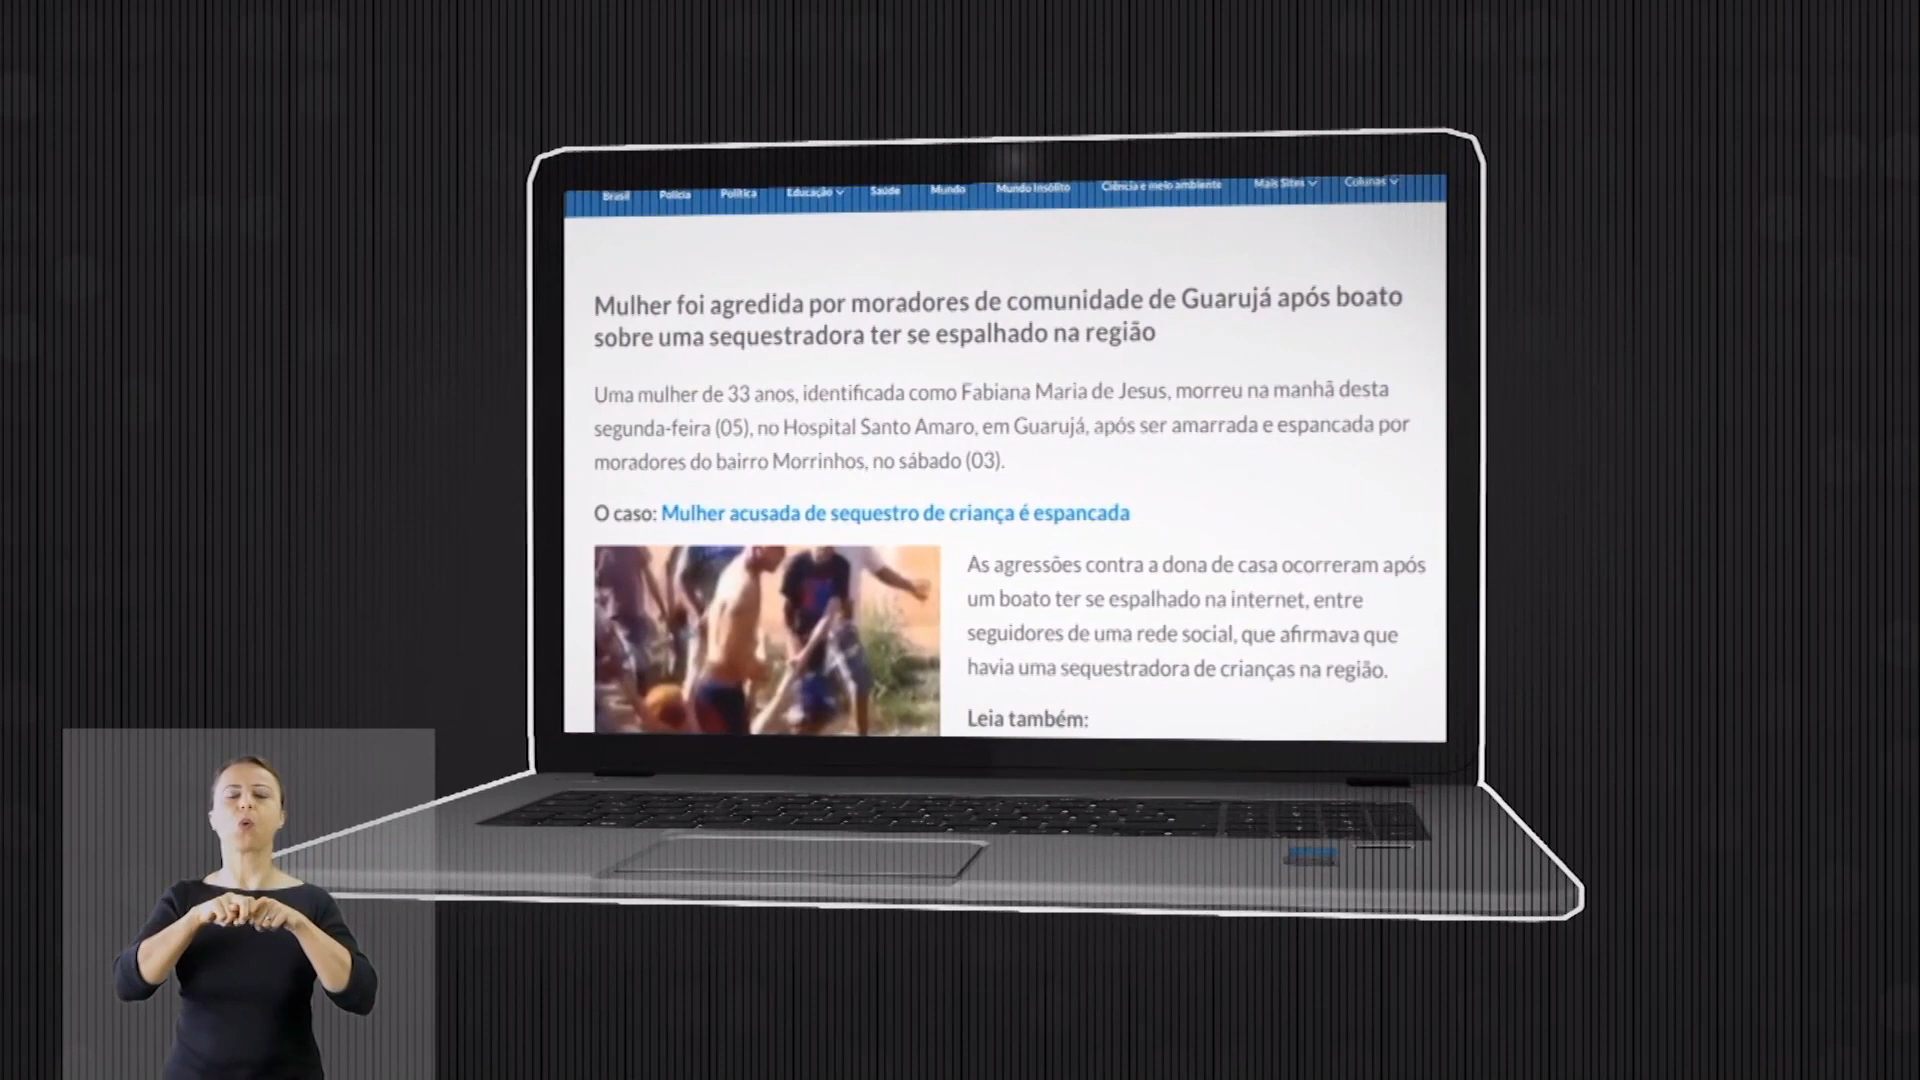 Brasil Polícia Política Educação Saúde Mundo Mundo Insólito Ciência e meio ambiente Mais Sites Colunas
Mulher foi agredida por moradores de comunidade de Guarujá após boato
sobre uma sequestradora ter se espalhado na região
Uma mulher de 33 anos, identificada como Fabiana Maria de Jesus, morreu na manhã desta
segunda-feira (05), no Hospital Santo Amaro, em Guarujá, após ser amarrada e espancada por
moradores do bairro Morrinhos, no sábado (03).
O caso: Mulher acusada de sequestro de criança é espancada
As agressões contra a dona de casa ocorreram após
um boato ter se espalhado na internet, entre
seguidores de uma rede social, que afirmava que
havia uma sequestradora de crianças na região.
Leia também: